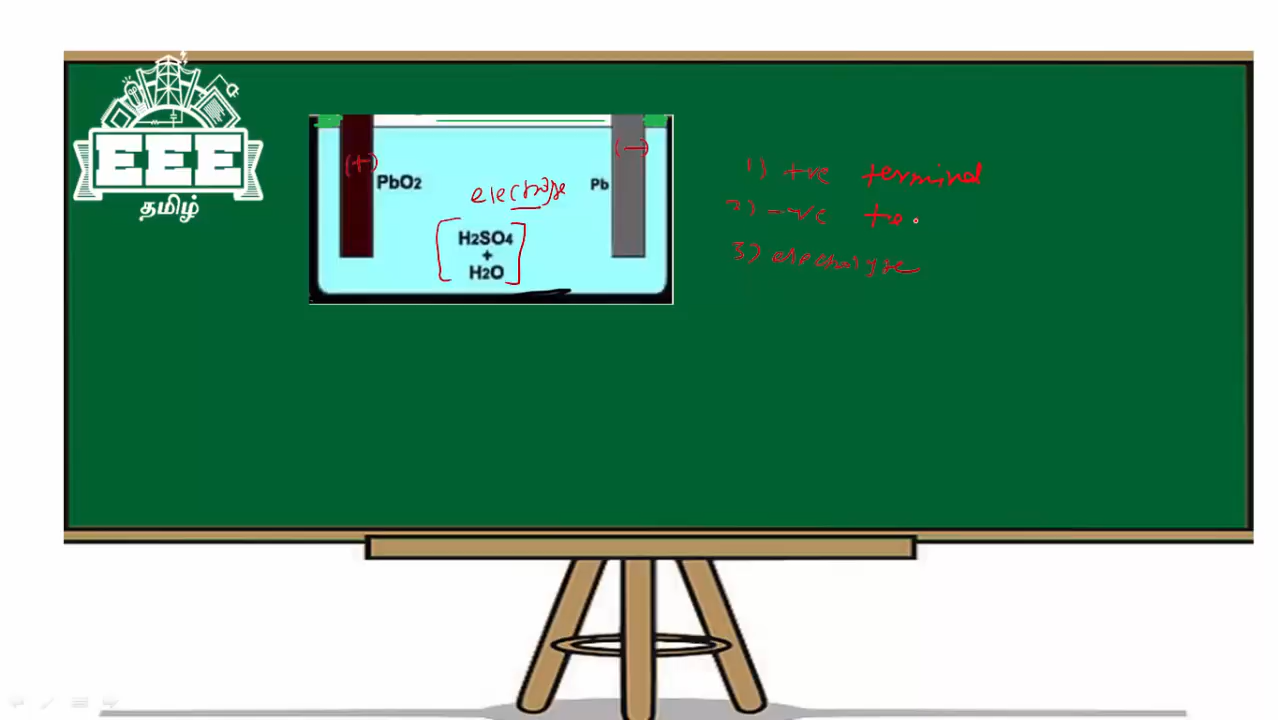 EEE
தமிழ்
(+)
(-)
PbO2
Pb
electrolyte
[H2SO4
+
H2O]
1) +ve terminal
2) -ve te
3) electrolyte